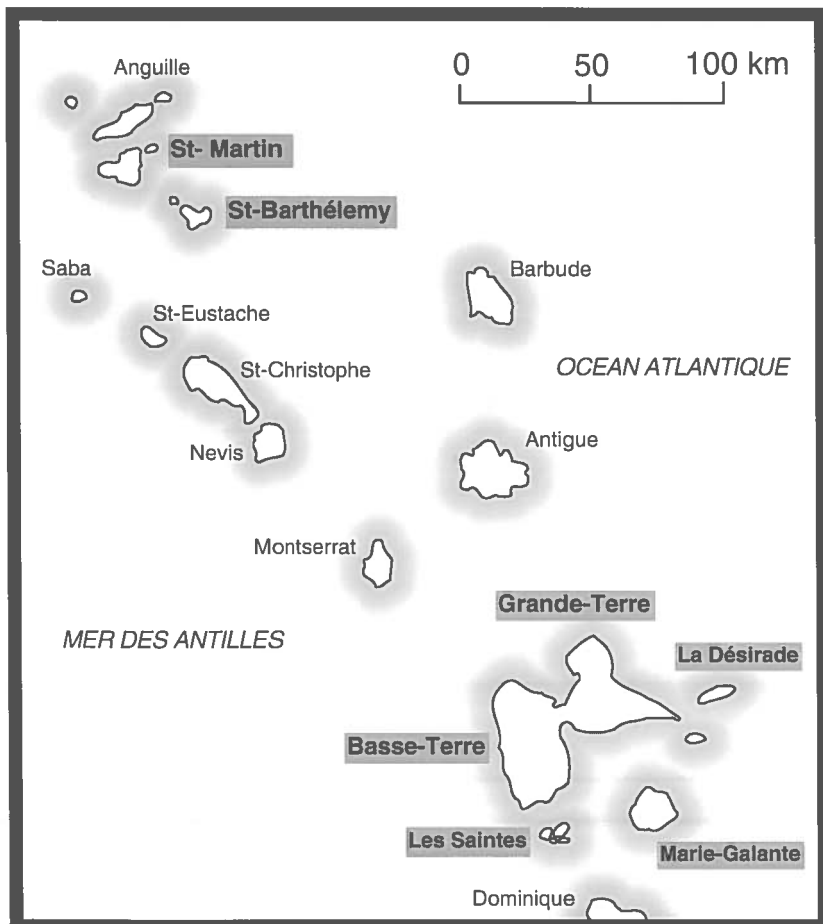 Anguille
0 50 100 km
St- Martin
St-Barthélemy
Saba
Barbude
St-Eustache
St-Christophe
OCEAN ATLANTIQUE
Nevis
Antigue
Montserrat
Grande-Terre
MER DES ANTILLES
La Désirade
Basse-Terre
Les Saintes
Marie-Galante
Dominique